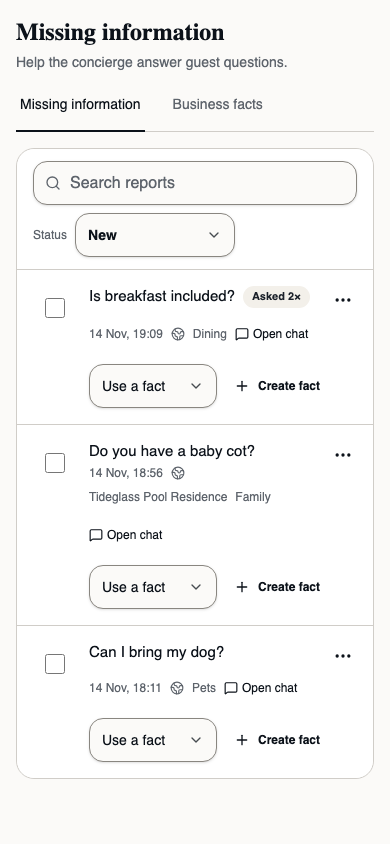 Missing information
Help the concierge answer guest questions.
Missing information Business facts
Search reports
Status New
Is breakfast included? Asked 2×
14 Nov, 19:09 Dining Open chat
Use a fact Create fact
Do you have a baby cot?
14 Nov, 18:56
Tideglass Pool Residence Family
Open chat
Use a fact Create fact
Can I bring my dog?
14 Nov, 18:11 Pets Open chat
Use a fact Create fact